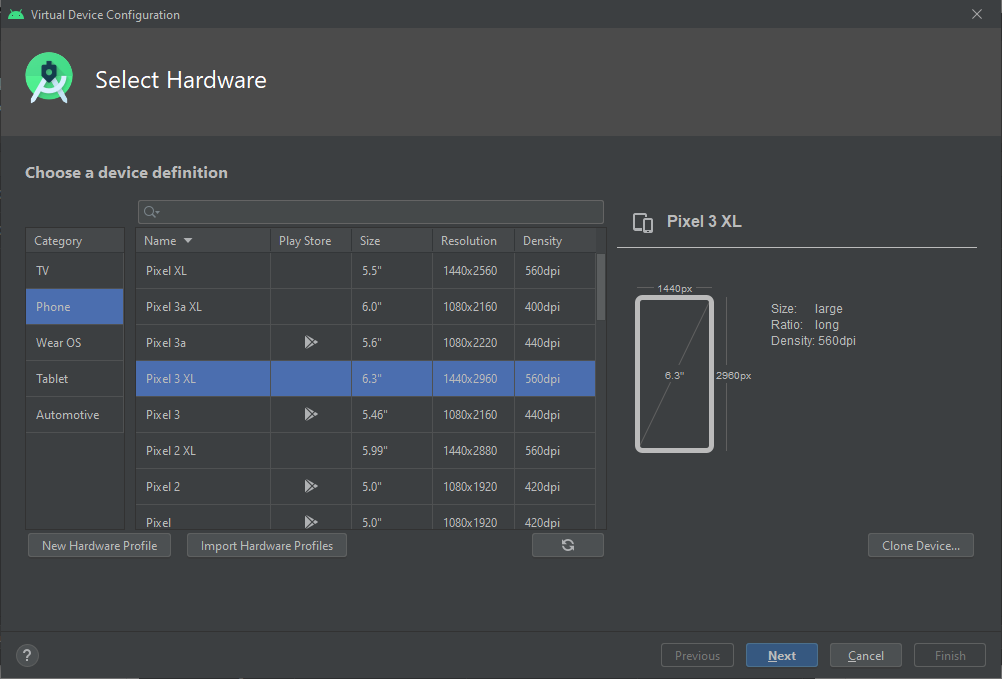 Virtual Device Configuration
Select Hardware
Choose a device definition
Category
TV
Phone
Wear OS
Tablet
Automotive
Name Play Store Size Resolution Density
Pixel XL 5.5" 1440x2560 560dpi
Pixel 3a XL 6.0" 1080x2160 400dpi
Pixel 3a 5.6" 1080x2220 440dpi
Pixel 3 XL 6.3" 1440x2960 560dpi
Pixel 3 5.46" 1080x2160 440dpi
Pixel 2 XL 5.99" 1440x2880 560dpi
Pixel 2 5.0" 1080x1920 420dpi
Pixel 5.0" 1080x1920 420dpi
Pixel 3 XL
1440px
6.3"
2960px
Size: large
Ratio: long
Density: 560dpi
New Hardware Profile
Import Hardware Profiles
Clone Device...
?
Previous
Next
Cancel
Finish